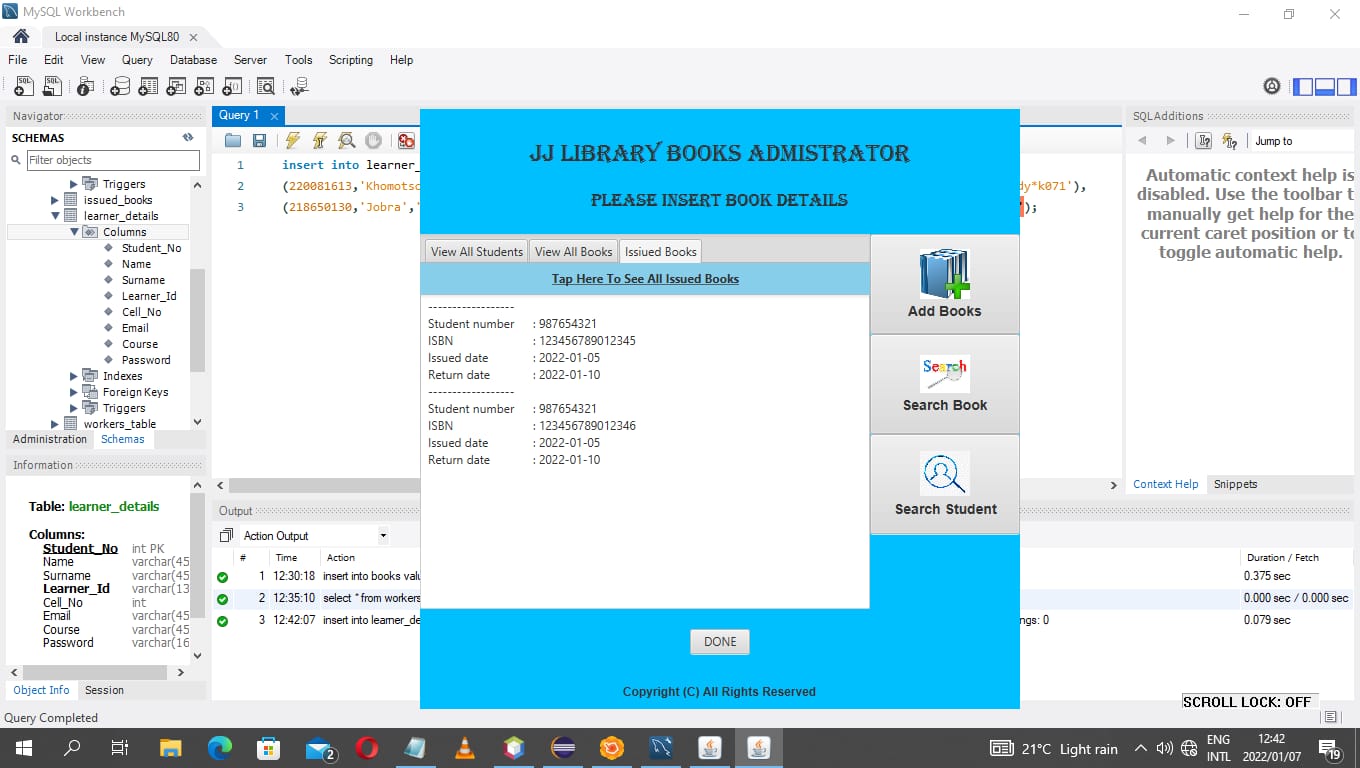 MySQL Workbench
Local instance MySQL80
File Edit View Query Database Server Tools Scripting Help
Navigator
SCHEMAS
Filter objects
Triggers
issued_books
learner_details
Columns
Student_No
Name
Surname
Learner_Id
Cell_No
Email
Course
Password
Indexes
Foreign Keys
Triggers
workers_table
Administration Schemas
Information
Table: learner_details
Columns:
Student_No int PK
Name varchar(45
Surname varchar(45
Learner_Id varchar(13
Cell_No int
Email varchar(45
Course varchar(45
Password varchar(16
Object Info Session
Query Completed
Query 1
1 insert into learner_
2 (220081613,'Khomotso dy*k071'),
3 (218650130,'Jobra',' );
JJ LIBRARY BOOKS ADMISTRATOR
PLEASE INSERT BOOK DETAILS
View All Students View All Books Issiued Books
Tap Here To See All Issued Books
------------------
Student number : 987654321
ISBN : 123456789012345
Issued date : 2022-01-05
Return date : 2022-01-10
------------------
Student number : 987654321
ISBN : 123456789012346
Issued date : 2022-01-05
Return date : 2022-01-10
Add Books
Search
Search Book
Search Student
DONE
Copyright (C) All Rights Reserved
SQLAdditions
Jump to
Automatic context help is
disabled. Use the toolbar t
manually get help for the
current caret position or to
toggle automatic help.
Context Help Snippets
Output
Action Output
# Time Action Duration / Fetch
1 12:30:18 insert into books valu 0.375 sec
2 12:35:10 select * from workers 0.000 sec / 0.000 sec
3 12:42:07 insert into learner_de ngs: 0 0.079 sec
SCROLL LOCK: OFF
2
21°C Light rain
ENG
INTL
12:42
2022/01/07
19